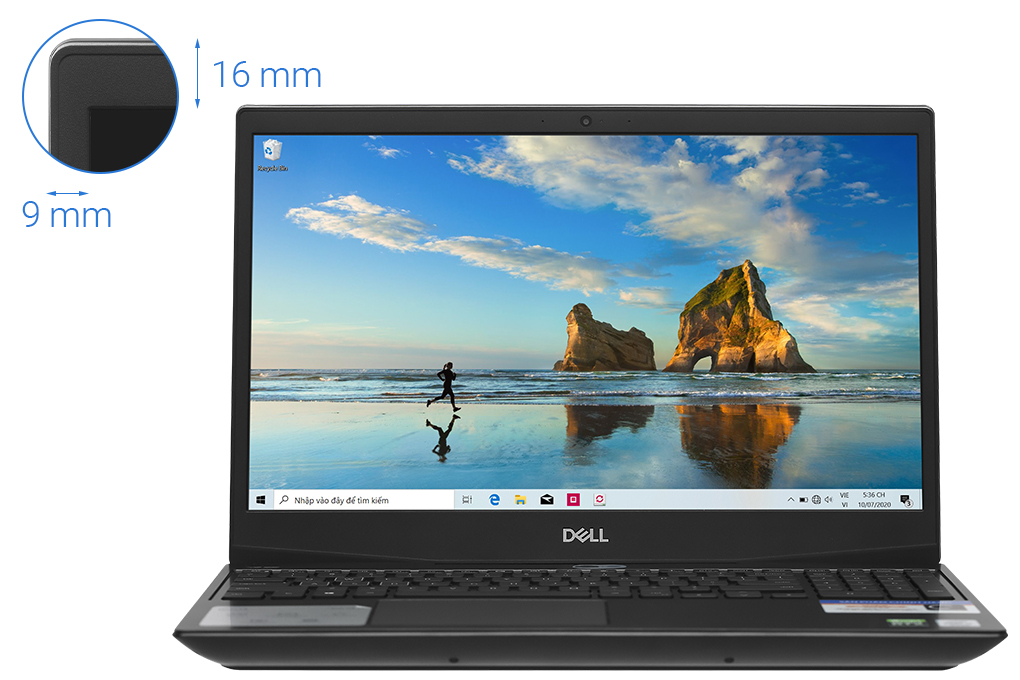 16 mm
9 mm
Recycle Bin
Nhập vào đây để tìm kiếm
VIE
VI
5:36 CH
10/07/2020
3
DELL